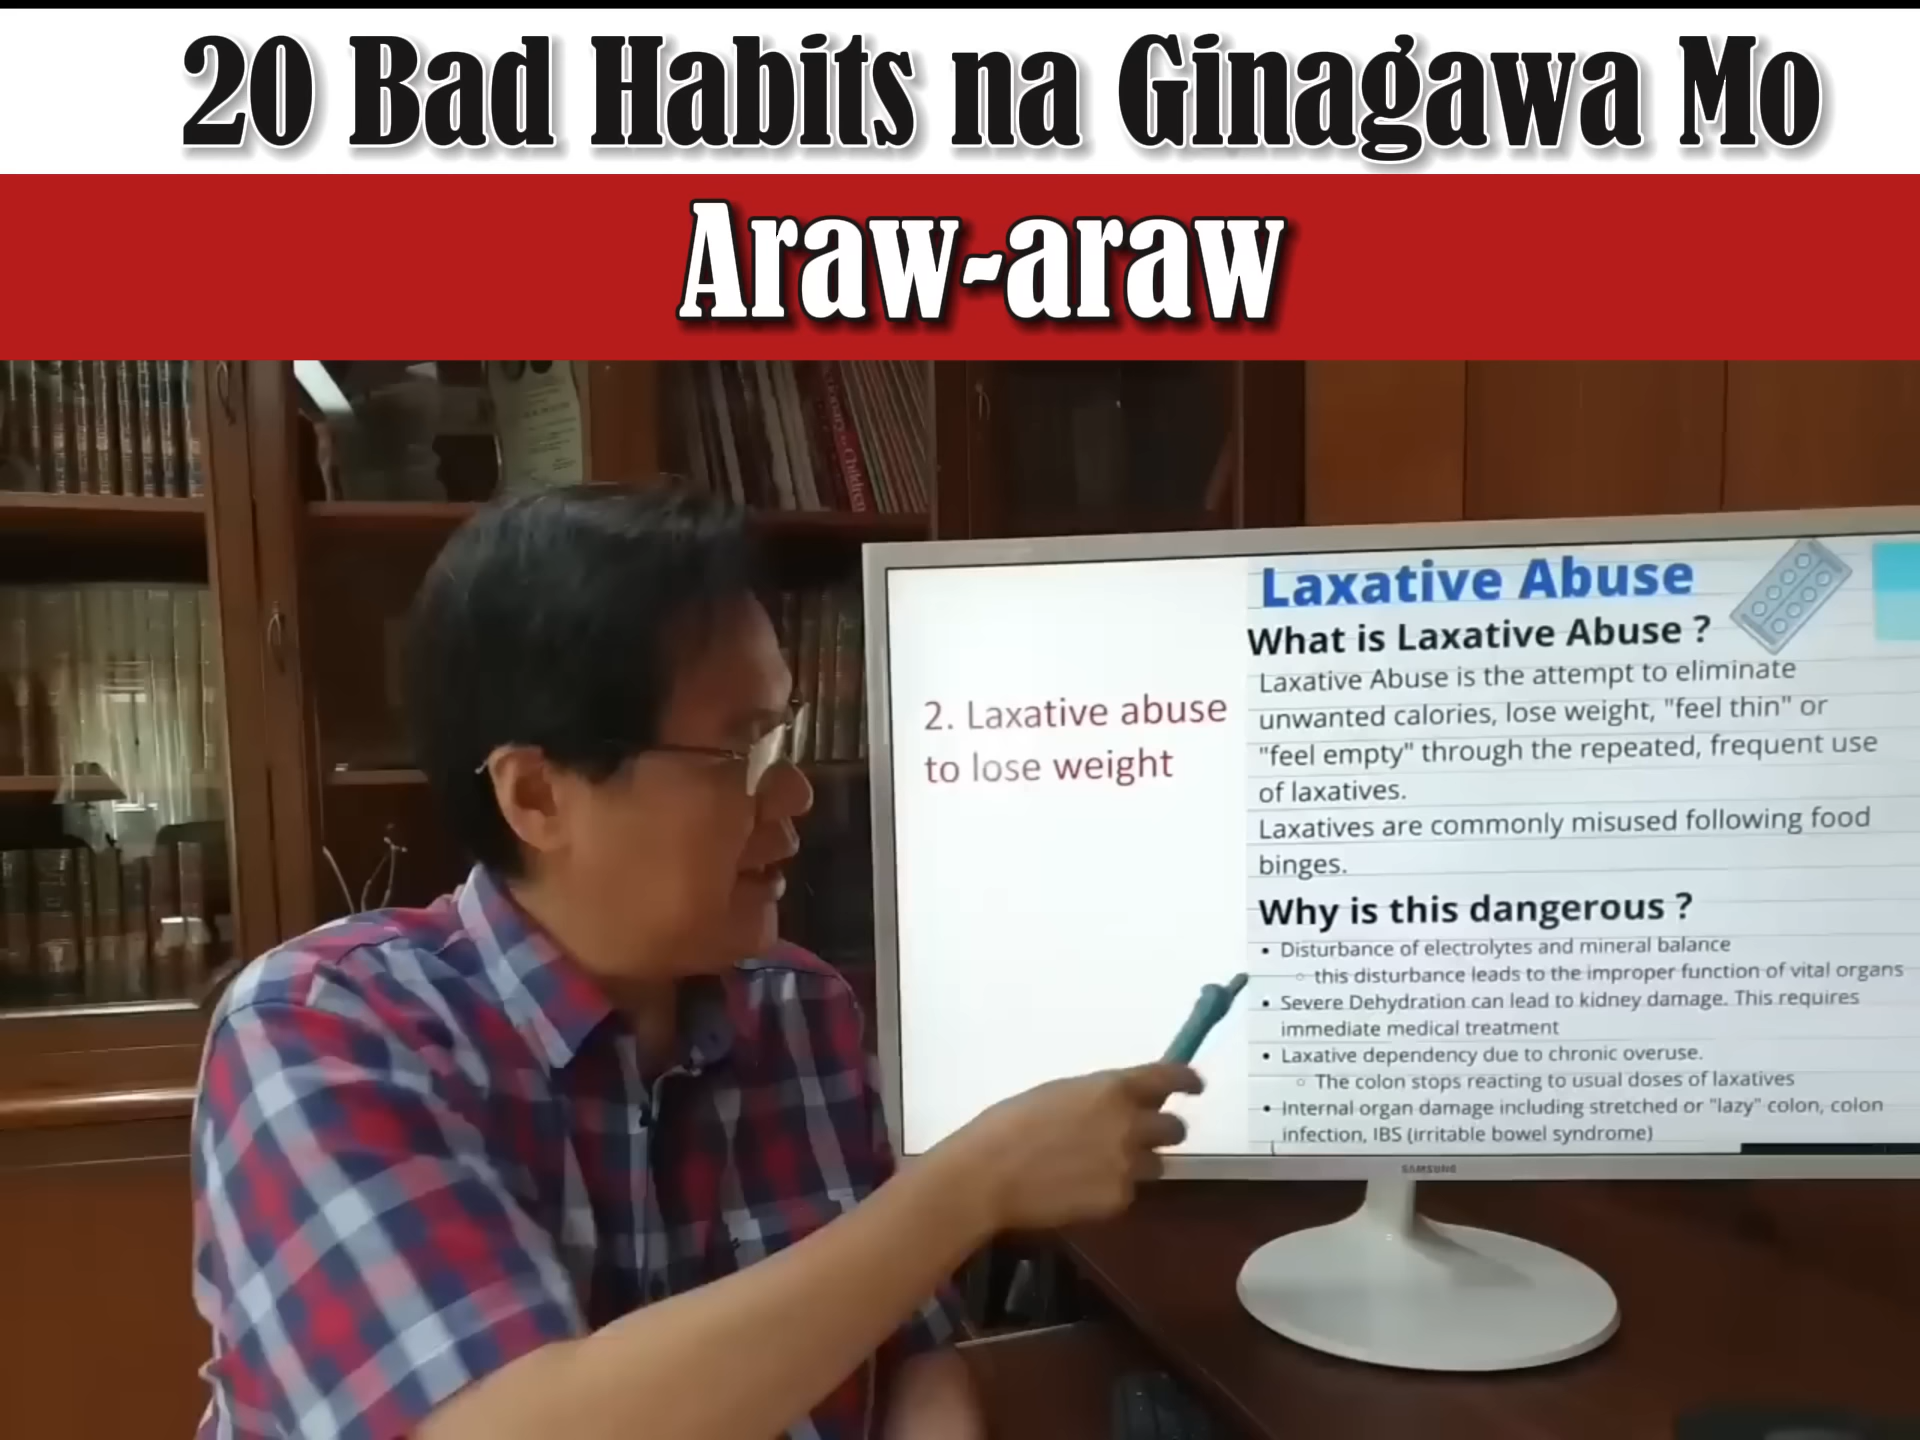 20 Bad Habits na Ginagawa Mo
Araw-araw
2. Laxative abuse
to lose weight
Laxative Abuse
What is Laxative Abuse ?
Laxative Abuse is the attempt to eliminate
unwanted calories, lose weight, "feel thin" or
"feel empty" through the repeated, frequent use
of laxatives.
Laxatives are commonly misused following food
binges.
Why is this dangerous ?
• Disturbance of electrolytes and mineral balance
○ this disturbance leads to the improper function of vital organs
• Severe Dehydration can lead to kidney damage. This requires
immediate medical treatment
• Laxative dependency due to chronic overuse.
○ The colon stops reacting to usual doses of laxatives
• Internal organ damage including stretched or "lazy" colon, colon
infection, IBS (irritable bowel syndrome)
SAMSUNG
Children